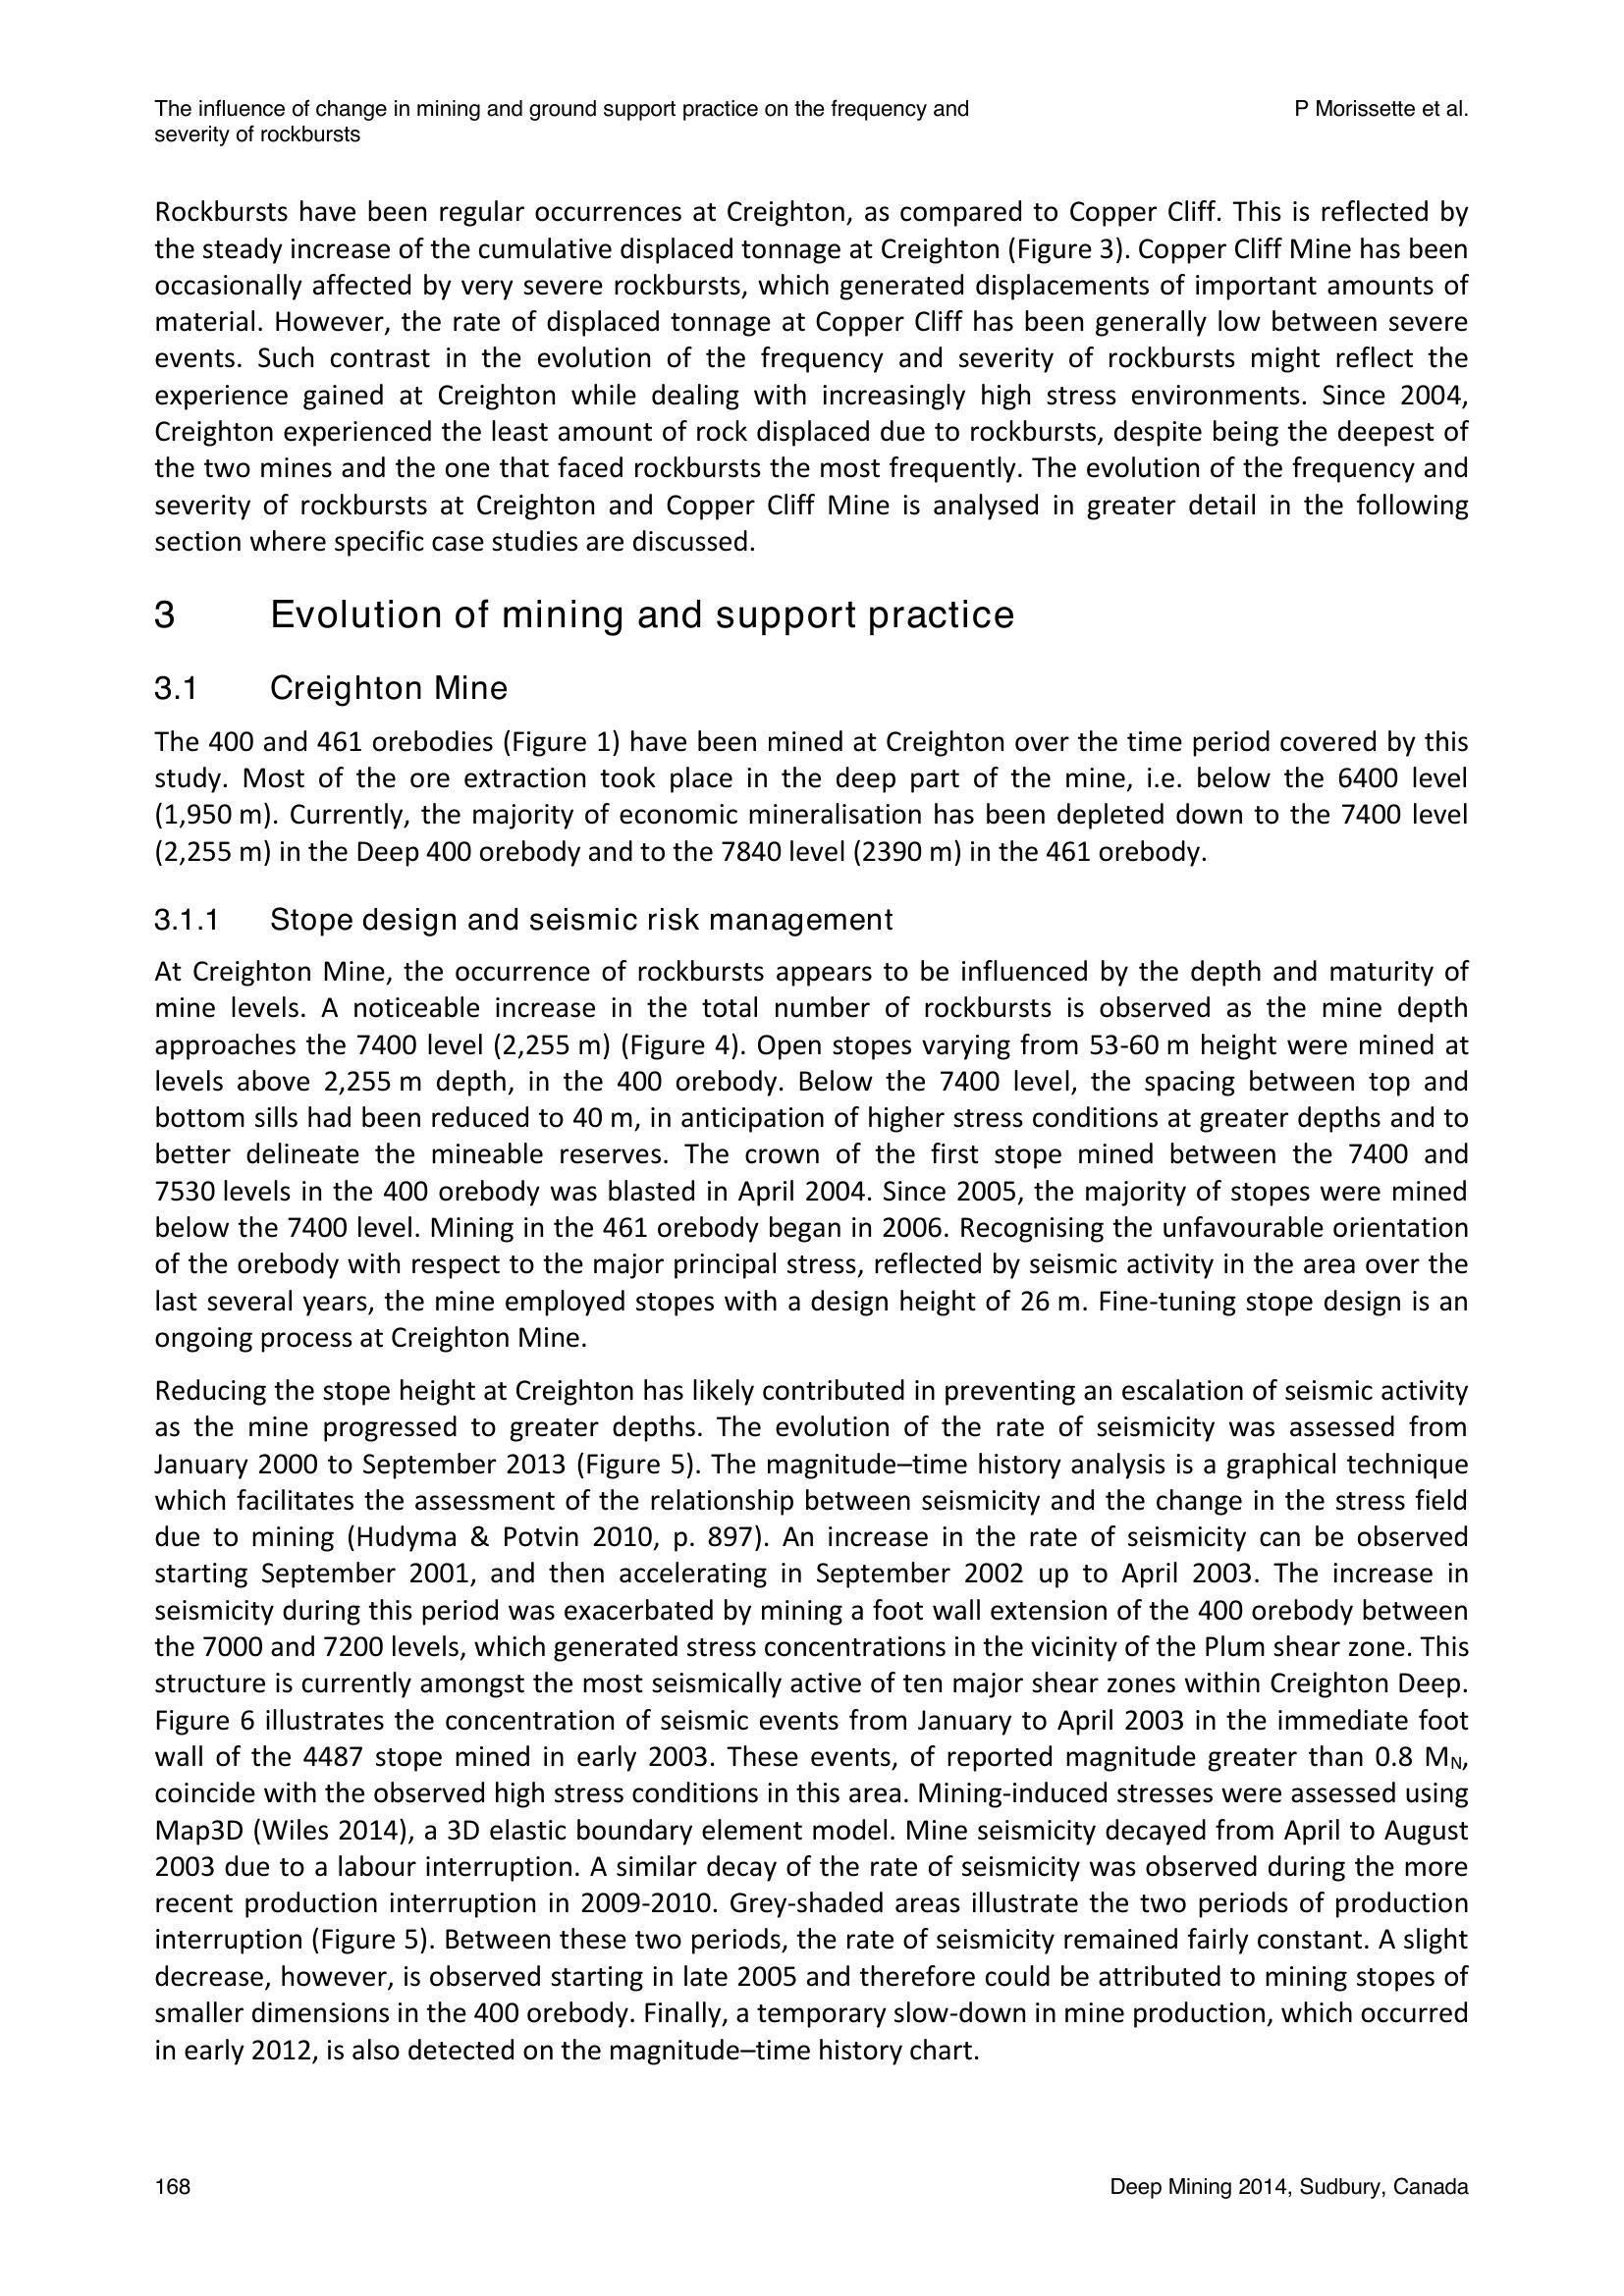 The influence of change in mining and ground support practice on the frequency and
severity of rockbursts
P Morissette et al.
Rockbursts have been regular occurrences at Creighton, as compared to Copper Cliff. This is reflected by
the steady increase of the cumulative displaced tonnage at Creighton (Figure 3). Copper Cliff Mine has been
occasionally affected by very severe rockbursts, which generated displacements of important amounts of
material. However, the rate of displaced tonnage at Copper Cliff has been generally low between severe
events. Such contrast in the evolution of the frequency and severity of rockbursts might reflect the
experience gained at Creighton while dealing with increasingly high stress environments. Since 2004,
Creighton experienced the least amount of rock displaced due to rockbursts, despite being the deepest of
the two mines and the one that faced rockbursts the most frequently. The evolution of the frequency and
severity of rockbursts at Creighton and Copper Cliff Mine is analysed in greater detail in the following
section where specific case studies are discussed.
3 Evolution of mining and support practice
3.1 Creighton Mine
The 400 and 461 orebodies (Figure 1) have been mined at Creighton over the time period covered by this
study. Most of the ore extraction took place in the deep part of the mine, i.e. below the 6400 level
(1,950 m). Currently, the majority of economic mineralisation has been depleted down to the 7400 level
(2,255 m) in the Deep 400 orebody and to the 7840 level (2390 m) in the 461 orebody.
3.1.1 Stope design and seismic risk management
At Creighton Mine, the occurrence of rockbursts appears to be influenced by the depth and maturity of
mine levels. A noticeable increase in the total number of rockbursts is observed as the mine depth
approaches the 7400 level (2,255 m) (Figure 4). Open stopes varying from 53-60 m height were mined at
levels above 2,255 m depth, in the 400 orebody. Below the 7400 level, the spacing between top and
bottom sills had been reduced to 40 m, in anticipation of higher stress conditions at greater depths and to
better delineate the mineable reserves. The crown of the first stope mined between the 7400 and
7530 levels in the 400 orebody was blasted in April 2004. Since 2005, the majority of stopes were mined
below the 7400 level. Mining in the 461 orebody began in 2006. Recognising the unfavourable orientation
of the orebody with respect to the major principal stress, reflected by seismic activity in the area over the
last several years, the mine employed stopes with a design height of 26 m. Fine-tuning stope design is an
ongoing process at Creighton Mine.
Reducing the stope height at Creighton has likely contributed in preventing an escalation of seismic activity
as the mine progressed to greater depths. The evolution of the rate of seismicity was assessed from
January 2000 to September 2013 (Figure 5). The magnitude–time history analysis is a graphical technique
which facilitates the assessment of the relationship between seismicity and the change in the stress field
due to mining (Hudyma & Potvin 2010, p. 897). An increase in the rate of seismicity can be observed
starting September 2001, and then accelerating in September 2002 up to April 2003. The increase in
seismicity during this period was exacerbated by mining a foot wall extension of the 400 orebody between
the 7000 and 7200 levels, which generated stress concentrations in the vicinity of the Plum shear zone. This
structure is currently amongst the most seismically active of ten major shear zones within Creighton Deep.
Figure 6 illustrates the concentration of seismic events from January to April 2003 in the immediate foot
wall of the 4487 stope mined in early 2003. These events, of reported magnitude greater than 0.8 MN,
coincide with the observed high stress conditions in this area. Mining-induced stresses were assessed using
Map3D (Wiles 2014), a 3D elastic boundary element model. Mine seismicity decayed from April to August
2003 due to a labour interruption. A similar decay of the rate of seismicity was observed during the more
recent production interruption in 2009-2010. Grey-shaded areas illustrate the two periods of production
interruption (Figure 5). Between these two periods, the rate of seismicity remained fairly constant. A slight
decrease, however, is observed starting in late 2005 and therefore could be attributed to mining stopes of
smaller dimensions in the 400 orebody. Finally, a temporary slow-down in mine production, which occurred
in early 2012, is also detected on the magnitude–time history chart.
168
Deep Mining 2014, Sudbury, Canada